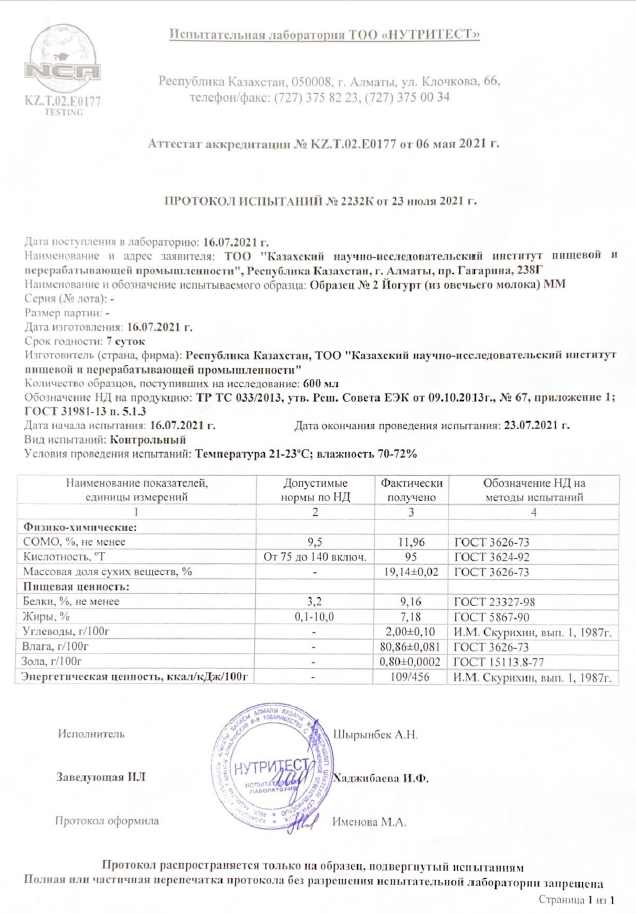 NCA
KZ.T.02.E0177
TESTING
Испытательная лаборатория ТОО «НУТРИТЕСТ»
Республика Казахстан, 050008, г. Алматы, ул. Клочкова, 66,
телефон/факс: (727) 375 82 23, (727) 375 00 34
Аттестат аккредитации № KZ.T.02.E0177 от 06 мая 2021 г.
ПРОТОКОЛ ИСПЫТАНИЙ № 2232К от 23 июля 2021 г.
Дата поступления в лабораторию: 16.07.2021 г.
Наименование и адрес заявителя: ТОО "Казахский научно-исследовательский институт пищевой и
перерабатывающей промышленности", Республика Казахстан, г. Алматы, пр. Гагарина, 238Г
Наименование и обозначение испытываемого образца: Образец № 2 Йогурт (из овечьего молока) ММ
Серия (№ лота): -
Размер партии: -
Дата изготовления: 16.07.2021 г.
Срок годности: 7 суток
Изготовитель (страна, фирма): Республика Казахстан, ТОО "Казахский научно-исследовательский институт
пищевой и перерабатывающей промышленности"
Количество образцов, поступивших на исследование: 600 мл
Обозначение НД на продукцию: ТР ТС 033/2013, утв. Реш. Совета ЕЭК от 09.10.2013г., № 67, приложение 1;
ГОСТ 31981-13 п. 5.1.3
Дата начала испытания: 16.07.2021 г. Дата окончания проведения испытания: 23.07.2021 г.
Вид испытаний: Контрольный
Условия проведения испытаний: Температура 21-23ºС; влажность 70-72%
Наименование показателей, Допустимые Фактически Обозначение НД на
единицы измерений нормы по НД получено методы испытаний
1 2 3 4
Физико-химические:
СОМО, %, не менее 9,5 11,96 ГОСТ 3626-73
Кислотность, ºТ От 75 до 140 включ. 95 ГОСТ 3624-92
Массовая доля сухих веществ, % - 19,14±0,02 ГОСТ 3626-73
Пищевая ценность:
Белки, %, не менее 3,2 9,16 ГОСТ 23327-98
Жиры, % 0,1-10,0 7,18 ГОСТ 5867-90
Углеводы, г/100г - 2,00±0,10 И.М. Скурихин, вып. 1, 1987г.
Влага, г/100г - 80,86±0,081 ГОСТ 3626-73
Зола, г/100г - 0,80±0,0002 ГОСТ 15113.8-77
Энергетическая ценность, ккал/кДж/100г - 109/456 И.М. Скурихин, вып. 1, 1987г.
Исполнитель Шырынбек А.Н.
НУТРИТЕСТ
ИСПЫТАТЕЛЬНАЯ
ЛАБОРАТОРИЯ
Заведующая ИЛ Хаджибаева И.Ф.
Протокол оформила Именова М.А.
Протокол распространяется только на образец, подвергнутый испытаниям
Полная или частичная перепечатка протокола без разрешения испытательной лаборатории запрещена
Страница 1 из 1